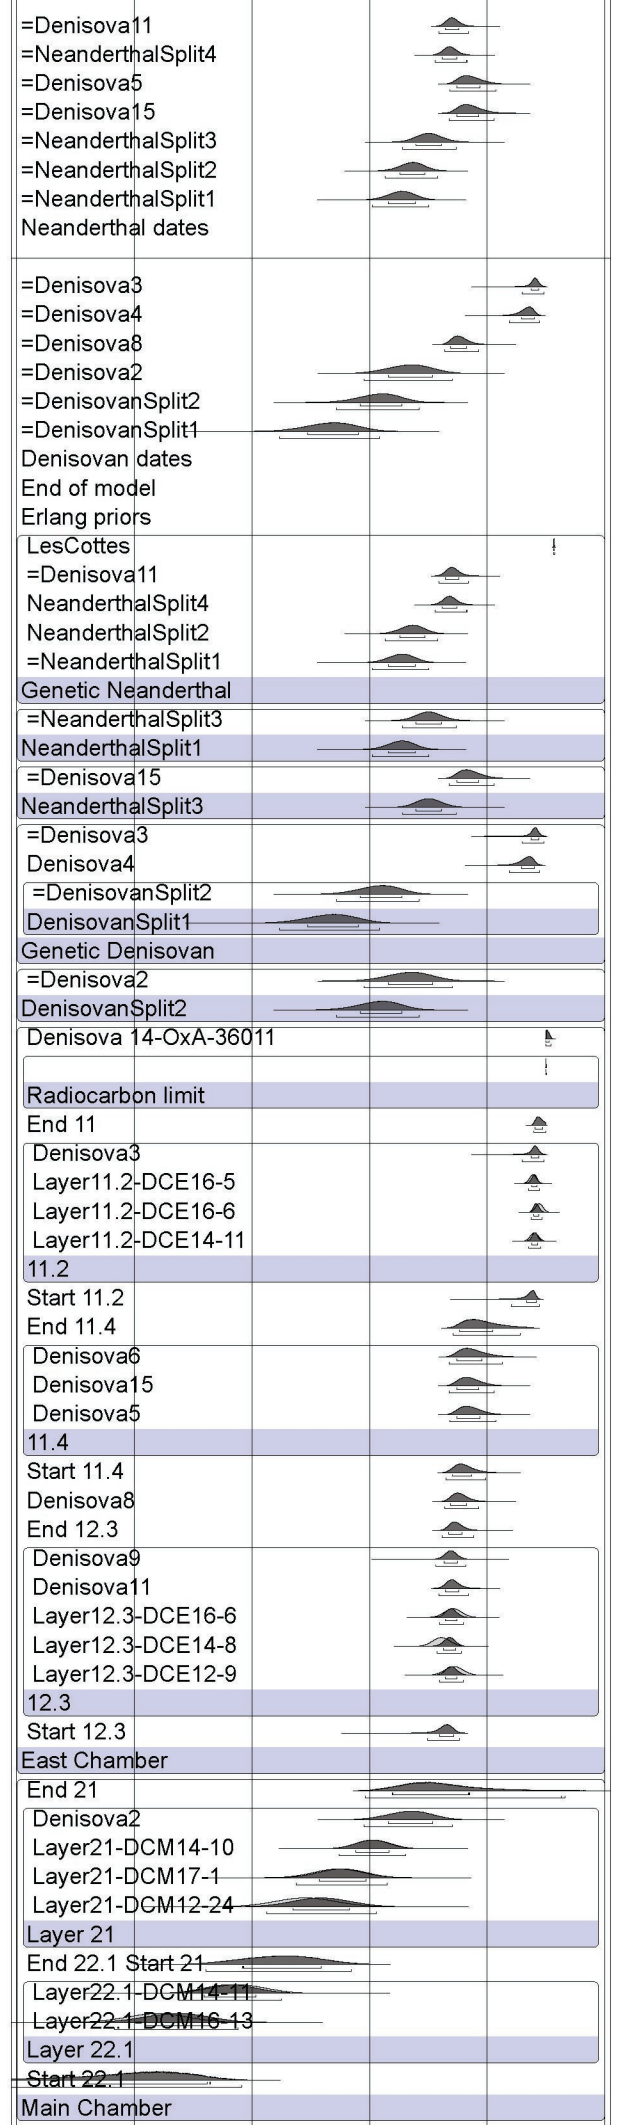 =Denisova11
=NeanderthalSplit4
=Denisova5
=Denisova15
=NeanderthalSplit3
=NeanderthalSplit2
=NeanderthalSplit1
Neanderthal dates
=Denisova3
=Denisova4
=Denisova8
=Denisova2
=DenisovanSplit2
=DenisovanSplit1
Denisovan dates
End of model
Erlang priors
LesCottes
=Denisova11
NeanderthalSplit4
NeanderthalSplit2
=NeanderthalSplit1
Genetic Neanderthal
=NeanderthalSplit3
NeanderthalSplit1
=Denisova15
NeanderthalSplit3
=Denisova3
Denisova4
=DenisovanSplit2
DenisovanSplit1
Genetic Denisovan
=Denisova2
DenisovanSplit2
Denisova 14-OxA-36011
Radiocarbon limit
End 11
Denisova3
Layer11.2-DCE16-5
Layer11.2-DCE16-6
Layer11.2-DCE14-11
11.2
Start 11.2
End 11.4
Denisova6
Denisova15
Denisova5
11.4
Start 11.4
Denisova8
End 12.3
Denisova9
Denisova11
Layer12.3-DCE16-6
Layer12.3-DCE14-8
Layer12.3-DCE12-9
12.3
Start 12.3
East Chamber
End 21
Denisova2
Layer21-DCM14-10
Layer21-DCM17-1
Layer21-DCM12-24
Layer 21
End 22.1 Start 21
Layer22.1-DCM14-11
Layer22.1-DCM16-13
Layer 22.1
Start 22.1
Main Chamber